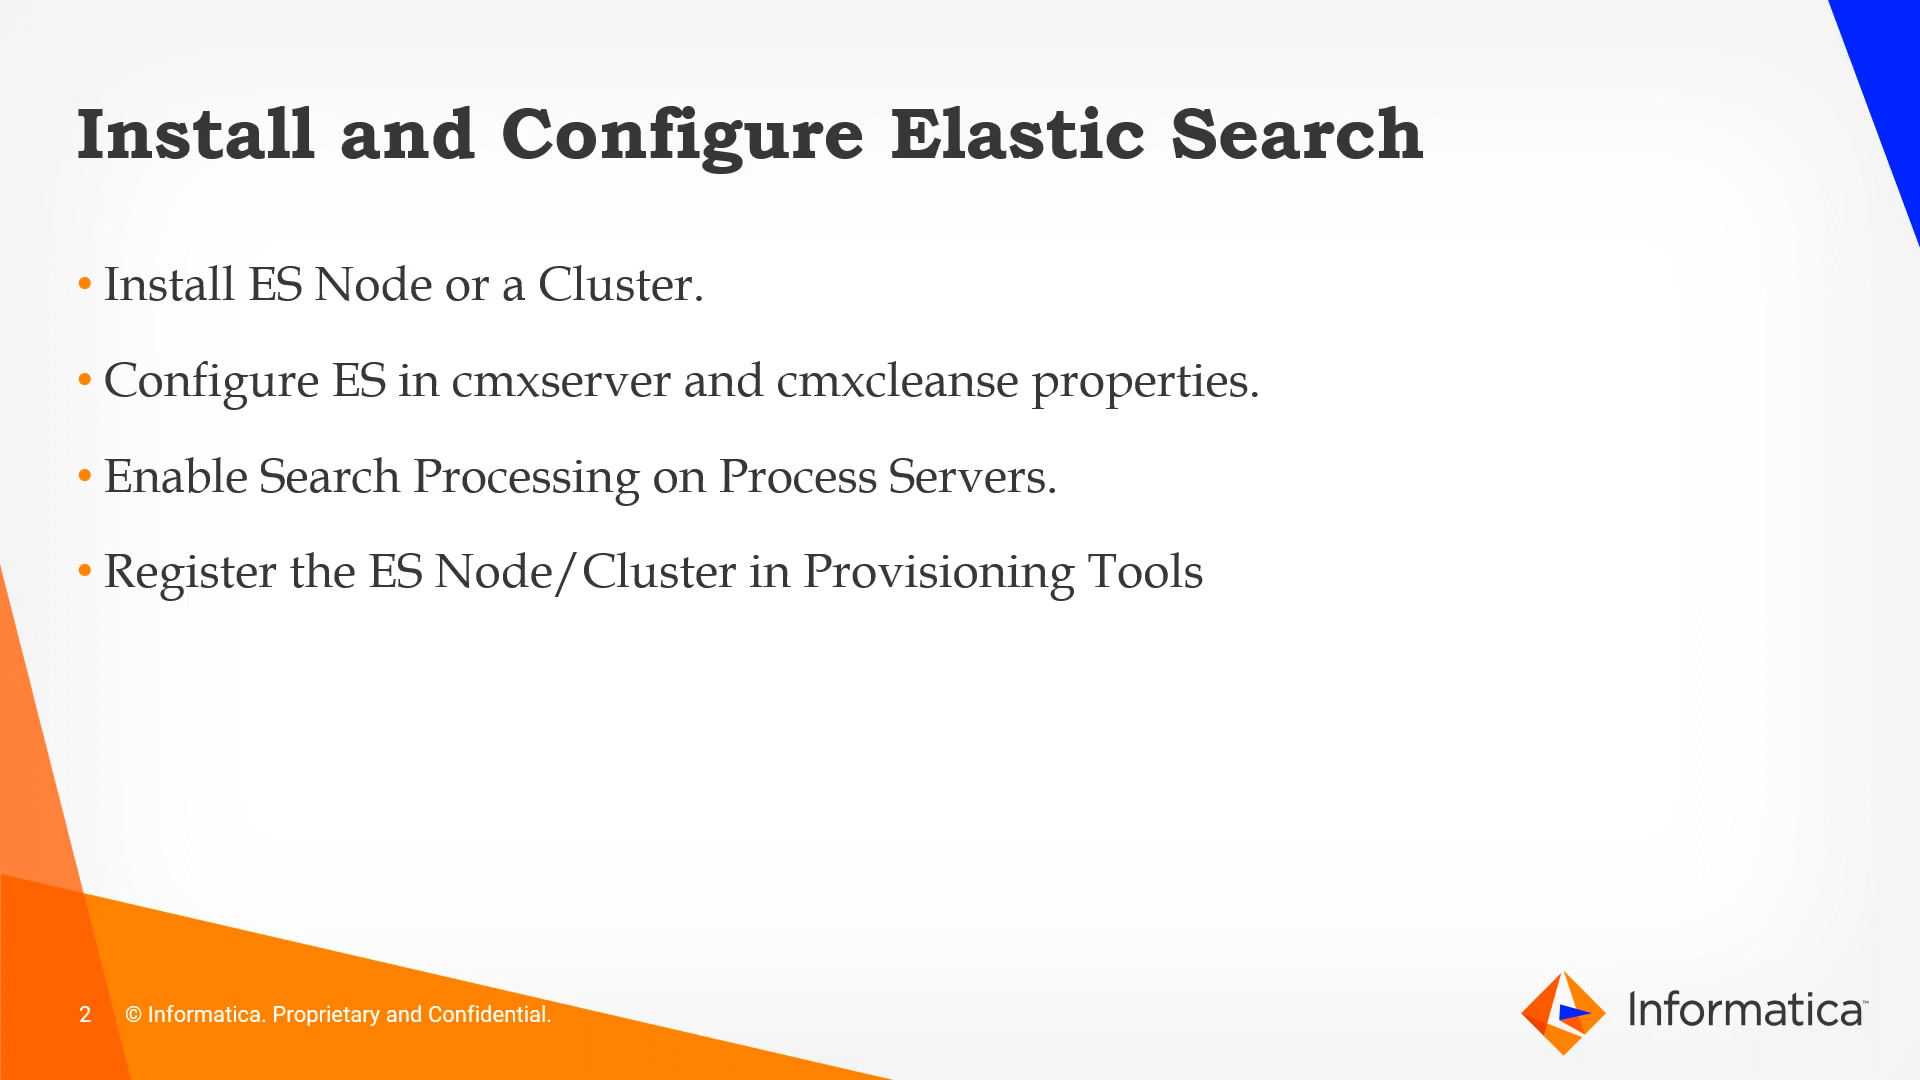 Install and Configure Elastic Search
• Install ES Node or a Cluster.
• Configure ES in cmxserver and cmxcleanse properties.
• Enable Search Processing on Process Servers.
• Register the ES Node/Cluster in Provisioning Tools
2 © Informatica. Proprietary and Confidential.
Informatica™